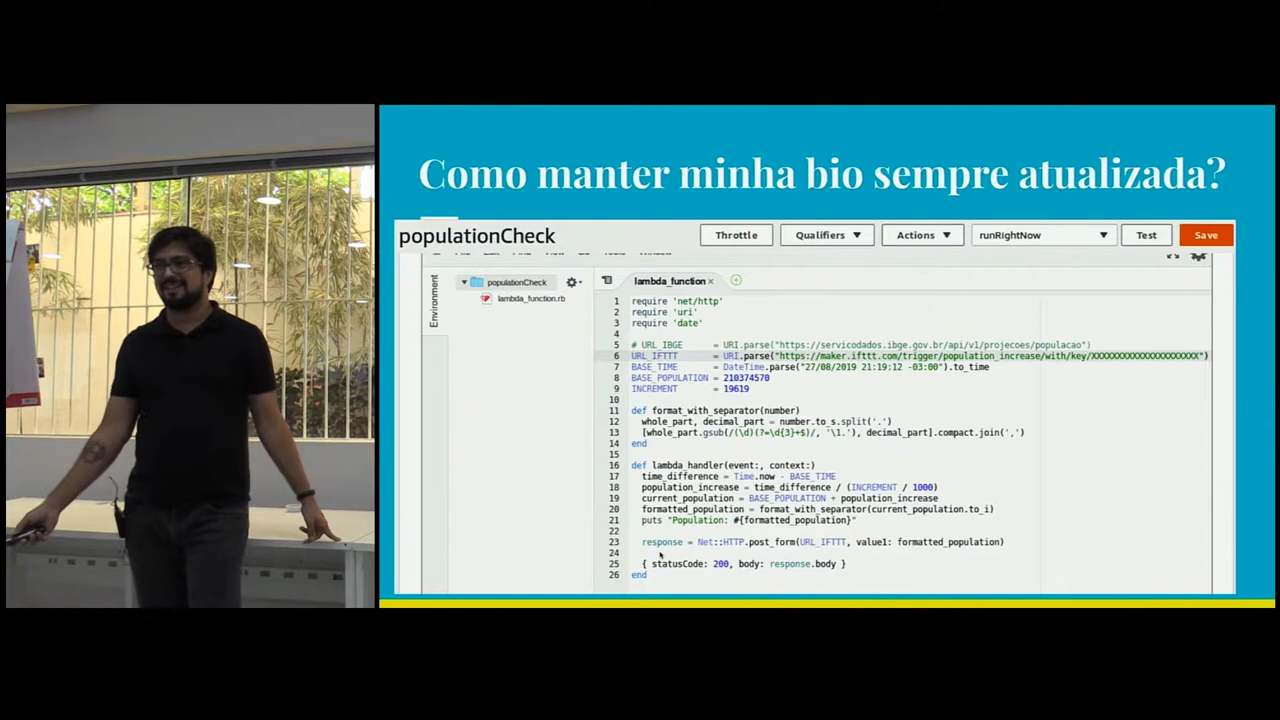 Como manter minha bio sempre atualizada?
populationCheck
Throttle
Qualifiers
Actions
runRightNow
Test
Save
Environment
populationCheck
lambda_function.rb
lambda_function
1 require 'net/http'
2 require 'uri'
3 require 'date'
4
5 # URL_IBGE = URI.parse("https://servicodados.ibge.gov.br/api/v1/projecoes/populacao")
6 URL_IFTTT = URI.parse("https://maker.ifttt.com/trigger/population_increase/with/key/XXXXXXXXXXXXXXXXXXXXXX")
7 BASE_TIME = DateTime.parse("27/08/2019 21:19:12 -03:00").to_time
8 BASE_POPULATION = 210374570
9 INCREMENT = 19619
10
11 def format_with_separator(number)
12 whole_part, decimal_part = number.to_s.split('.')
13 [whole_part.gsub(/(\d)(?=\d{3}+$)/, '\1.'), decimal_part].compact.join(',')
14 end
15
16 def lambda_handler(event:, context:)
17 time_difference = Time.now - BASE_TIME
18 population_increase = time_difference / (INCREMENT / 1000)
19 current_population = BASE_POPULATION + population_increase
20 formatted_population = format_with_separator(current_population.to_i)
21 puts "Population: #{formatted_population}"
22
23 response = Net::HTTP.post_form(URL_IFTTT, value1: formatted_population)
24
25 { statusCode: 200, body: response.body }
26 end